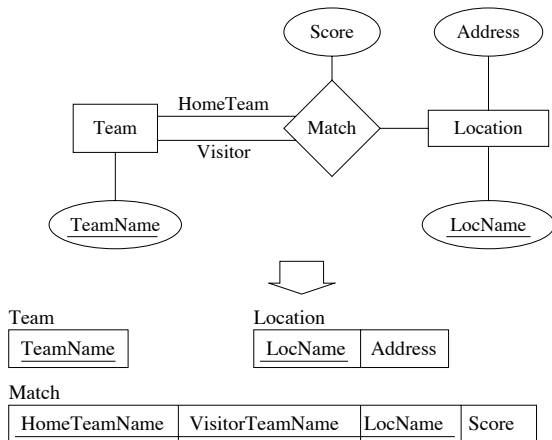 Score
Address
HomeTeam
Team
Match
Location
Visitor
TeamName
LocName
Team
Location
TeamName
LocName Address
Match
HomeTeamName VisitorTeamName LocName Score